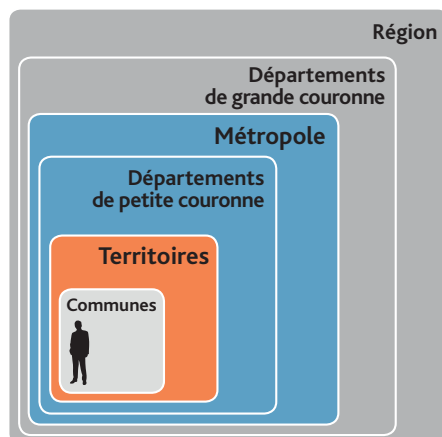 Région
Départements
de grande couronne
Métropole
Départements
de petite couronne
Territoires
Communes